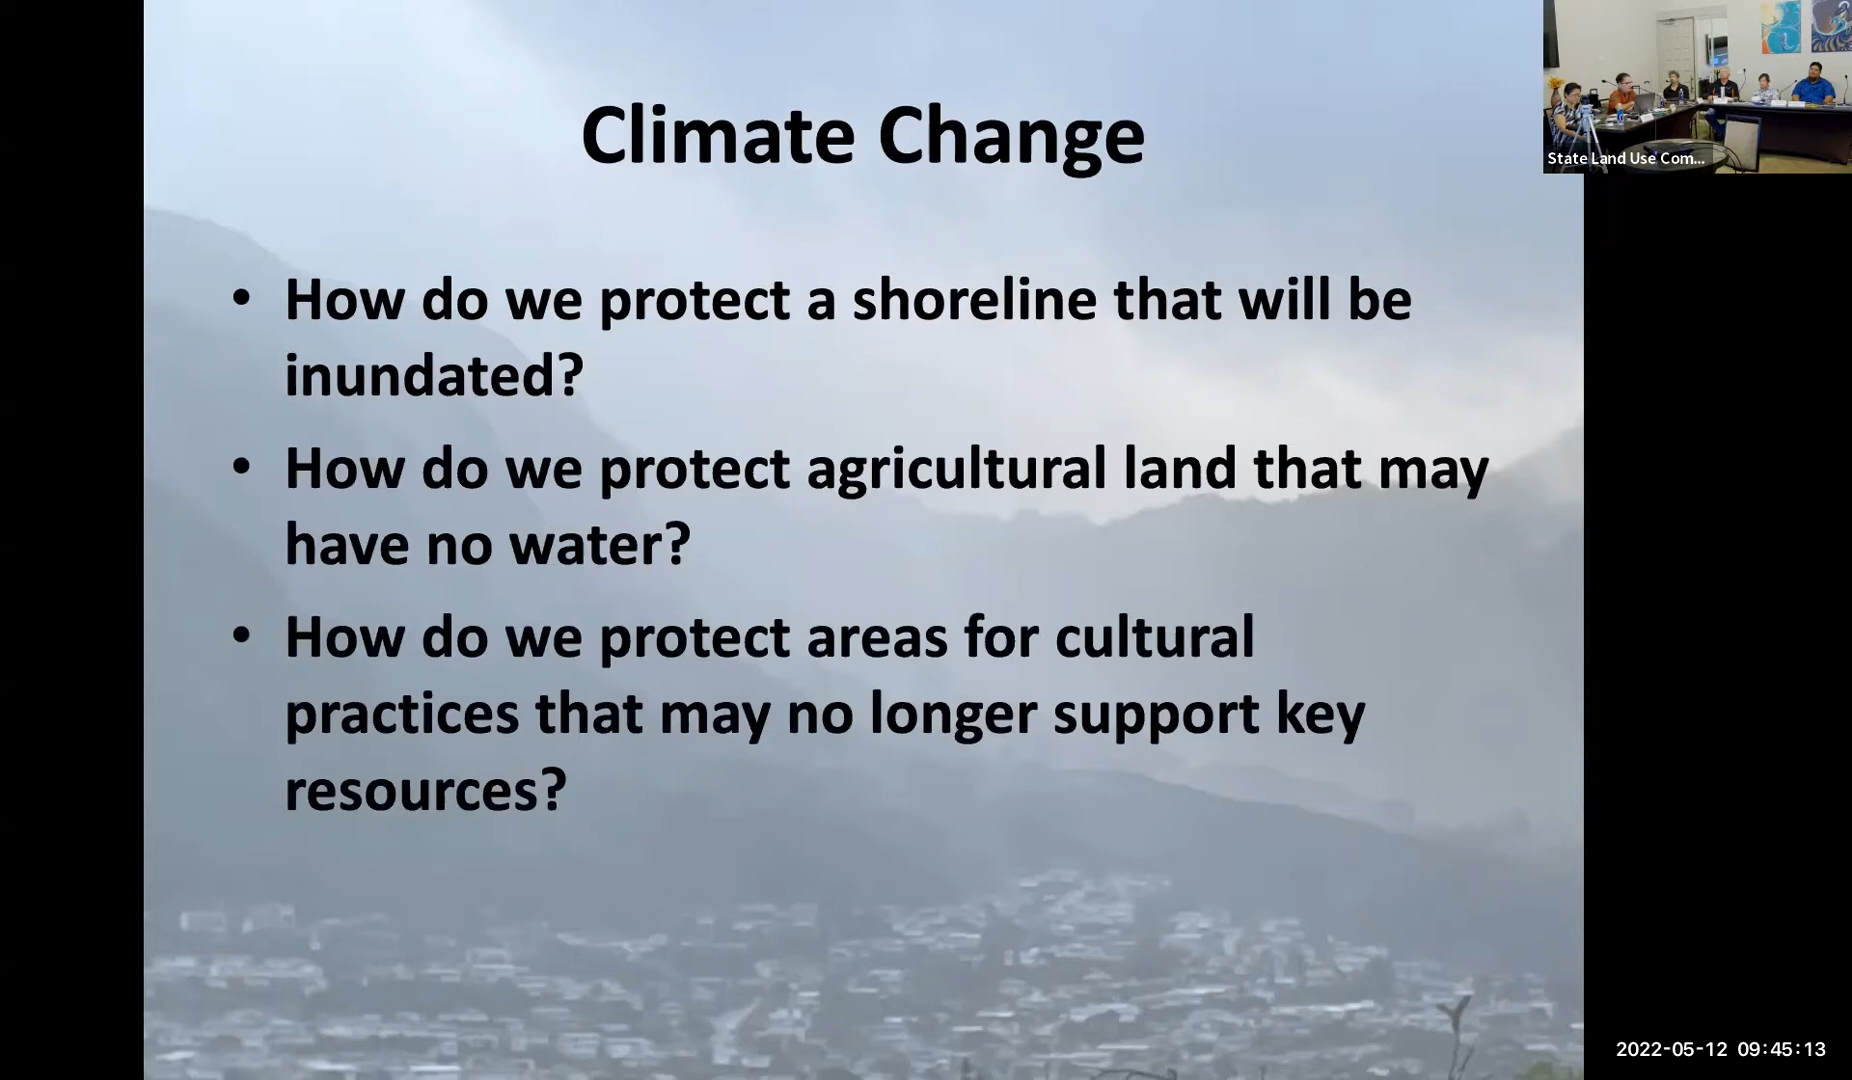 Climate Change
• How do we protect a shoreline that will be
inundated?
• How do we protect agricultural land that may
have no water?
• How do we protect areas for cultural
practices that may no longer support key
resources?
State Land Use Com...
2022-05-12 09:45:13